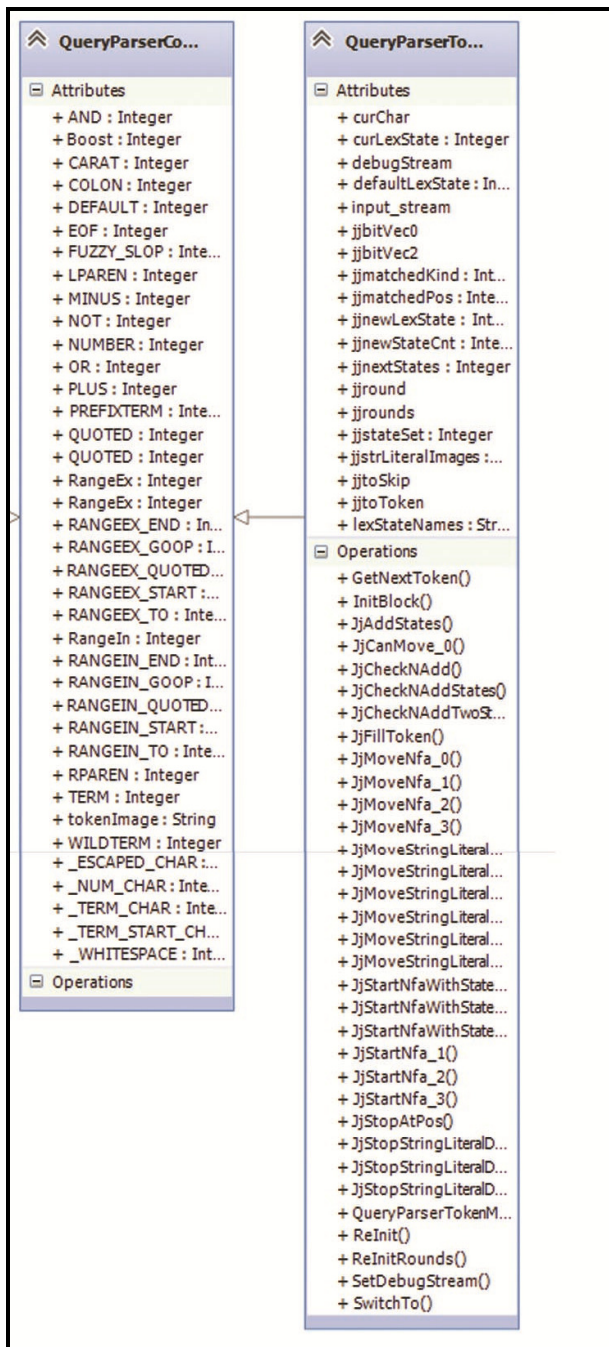 QueryParserCo...
Attributes
+ AND : Integer
+ Boost : Integer
+ CARAT : Integer
+ COLON : Integer
+ DEFAULT : Integer
+ EOF : Integer
+ FUZZY_SLOP : Inte...
+ LPAREN : Integer
+ MINUS : Integer
+ NOT : Integer
+ NUMBER : Integer
+ OR : Integer
+ PLUS : Integer
+ PREFIXTERM : Inte...
+ QUOTED : Integer
+ QUOTED : Integer
+ RangeEx : Integer
+ RangeEx : Integer
+ RANGEEX_END : In...
+ RANGEEX_GOOP : I...
+ RANGEEX_QUOTED...
+ RANGEEX_START :...
+ RANGEEX_TO : Inte...
+ RangeIn : Integer
+ RANGEIN_END : Int...
+ RANGEIN_GOOP : I...
+ RANGEIN_QUOTED...
+ RANGEIN_START :...
+ RANGEIN_TO : Inte...
+ RPAREN : Integer
+ TERM : Integer
+ tokenImage : String
+ WILDTERM : Integer
+ _ESCAPED_CHAR :...
+ _NUM_CHAR : Inte...
+ _TERM_CHAR : Inte...
+ _TERM_START_CH...
+ _WHITESPACE : Int...
Operations
QueryParserTo...
Attributes
+ curChar
+ curLexState : Integer
+ debugStream
+ defaultLexState : In...
+ input_stream
+ jjbitVec0
+ jjbitVec2
+ jjmatchedKind : Int...
+ jjmatchedPos : Inte...
+ jjnewLexState : Int...
+ jjnewStateCnt : Inte...
+ jjnextStates : Integer
+ jjround
+ jjrounds
+ jjstateSet : Integer
+ jjstrLiteralImages :...
+ jjtoSkip
+ jjtoToken
+ lexStateNames : Str...
Operations
+ GetNextToken()
+ InitBlock()
+ JjAddStates()
+ JjCanMove_0()
+ JjCheckNAdd()
+ JjCheckNAddStates()
+ JjCheckNAddTwoSt...
+ JjFillToken()
+ JjMoveNfa_0()
+ JjMoveNfa_1()
+ JjMoveNfa_2()
+ JjMoveNfa_3()
+ JjMoveStringLiteral...
+ JjMoveStringLiteral...
+ JjMoveStringLiteral...
+ JjMoveStringLiteral...
+ JjMoveStringLiteral...
+ JjMoveStringLiteral...
+ JjStartNfaWithState...
+ JjStartNfaWithState...
+ JjStartNfaWithState...
+ JjStartNfa_1()
+ JjStartNfa_2()
+ JjStartNfa_3()
+ JjStopAtPos()
+ JjStopStringLiteralD...
+ JjStopStringLiteralD...
+ JjStopStringLiteralD...
+ QueryParserTokenM...
+ ReInit()
+ ReInitRounds()
+ SetDebugStream()
+ SwitchTo()